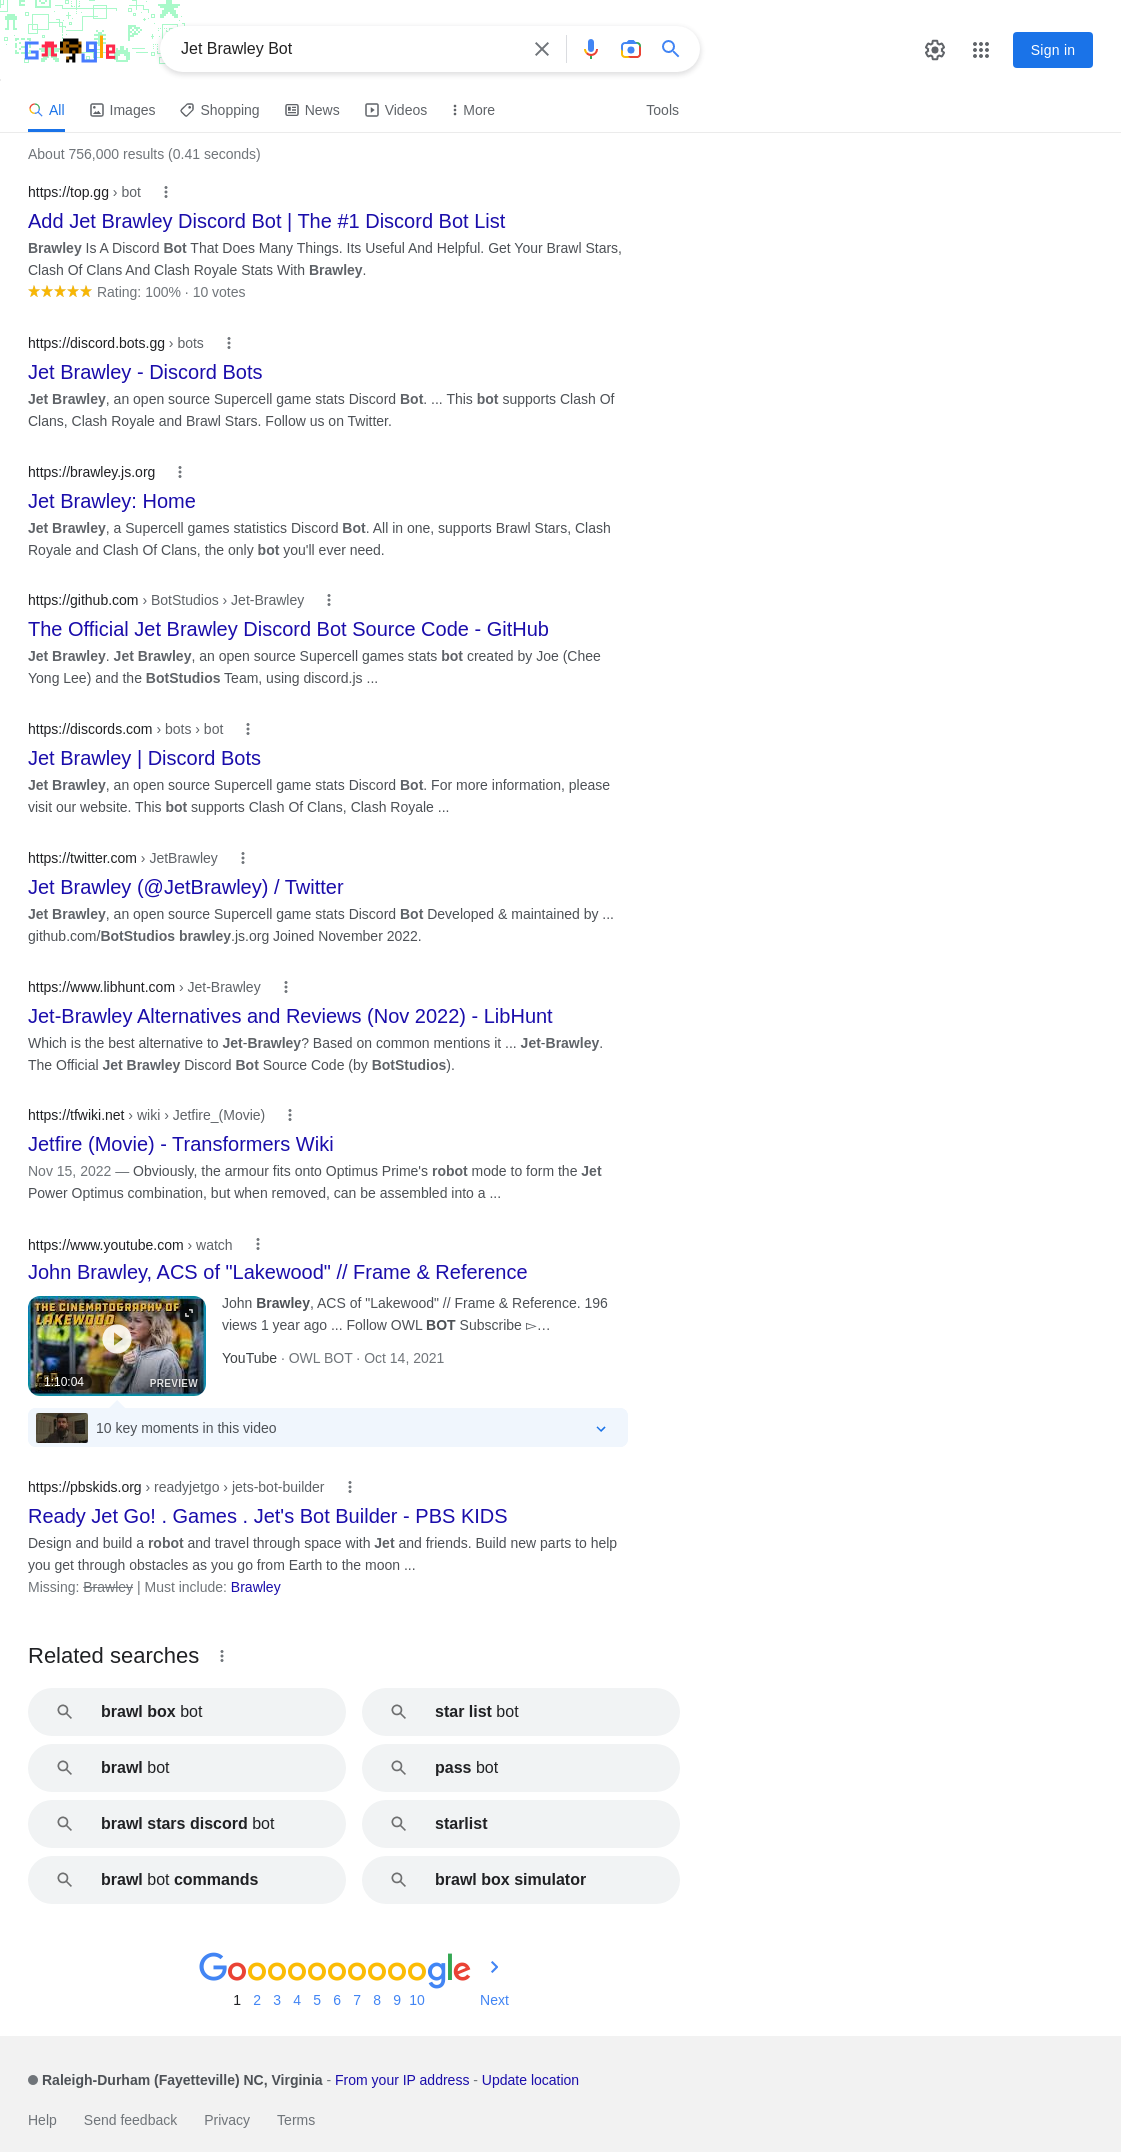 Google
Jet Brawley Bot
Sign in
All
Images
Shopping
News
Videos
More
Tools
About 756,000 results (0.41 seconds)
https://top.gg › bot
Add Jet Brawley Discord Bot | The #1 Discord Bot List
Brawley Is A Discord Bot That Does Many Things. Its Useful And Helpful. Get Your Brawl Stars,
Clash Of Clans And Clash Royale Stats With Brawley.
Rating: 100% · 10 votes
https://discord.bots.gg › bots
Jet Brawley - Discord Bots
Jet Brawley, an open source Supercell game stats Discord Bot. ... This bot supports Clash Of
Clans, Clash Royale and Brawl Stars. Follow us on Twitter.
https://brawley.js.org
Jet Brawley: Home
Jet Brawley, a Supercell games statistics Discord Bot. All in one, supports Brawl Stars, Clash
Royale and Clash Of Clans, the only bot you'll ever need.
https://github.com › BotStudios › Jet-Brawley
The Official Jet Brawley Discord Bot Source Code - GitHub
Jet Brawley. Jet Brawley, an open source Supercell games stats bot created by Joe (Chee
Yong Lee) and the BotStudios Team, using discord.js ...
https://discords.com › bots › bot
Jet Brawley | Discord Bots
Jet Brawley, an open source Supercell game stats Discord Bot. For more information, please
visit our website. This bot supports Clash Of Clans, Clash Royale ...
https://twitter.com › JetBrawley
Jet Brawley (@JetBrawley) / Twitter
Jet Brawley, an open source Supercell game stats Discord Bot Developed & maintained by ...
github.com/BotStudios brawley.js.org Joined November 2022.
https://www.libhunt.com › Jet-Brawley
Jet-Brawley Alternatives and Reviews (Nov 2022) - LibHunt
Which is the best alternative to Jet-Brawley? Based on common mentions it ... Jet-Brawley.
The Official Jet Brawley Discord Bot Source Code (by BotStudios).
https://tfwiki.net › wiki › Jetfire_(Movie)
Jetfire (Movie) - Transformers Wiki
Nov 15, 2022 — Obviously, the armour fits onto Optimus Prime's robot mode to form the Jet
Power Optimus combination, but when removed, can be assembled into a ...
https://www.youtube.com › watch
John Brawley, ACS of "Lakewood" // Frame & Reference
THE CINEMATOGRAPHY OF
LAKEWOOD
1:10:04
PREVIEW
John Brawley, ACS of "Lakewood" // Frame & Reference. 196
views 1 year ago ... Follow OWL BOT Subscribe ▻…
YouTube · OWL BOT · Oct 14, 2021
10 key moments in this video
https://pbskids.org › readyjetgo › jets-bot-builder
Ready Jet Go! . Games . Jet's Bot Builder - PBS KIDS
Design and build a robot and travel through space with Jet and friends. Build new parts to help
you get through obstacles as you go from Earth to the moon ...
Missing: Brawley | Must include: Brawley
Related searches
brawl box bot
star list bot
brawl bot
pass bot
brawl stars discord bot
starlist
brawl bot commands
brawl box simulator
Goooooooooogle
1 2 3 4 5 6 7 8 9 10 Next
Raleigh-Durham (Fayetteville) NC, Virginia - From your IP address - Update location
Help Send feedback Privacy Terms